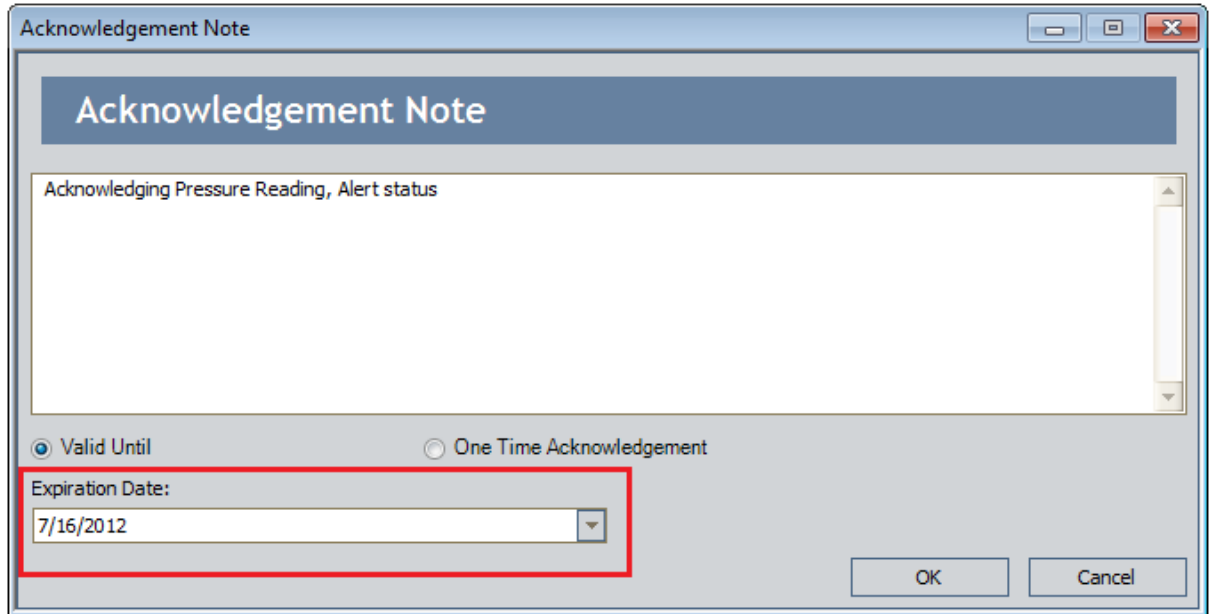 Acknowledgement Note
Acknowledgement Note
Acknowledging Pressure Reading, Alert status
Valid Until One Time Acknowledgement
Expiration Date:
7/16/2012
OK Cancel